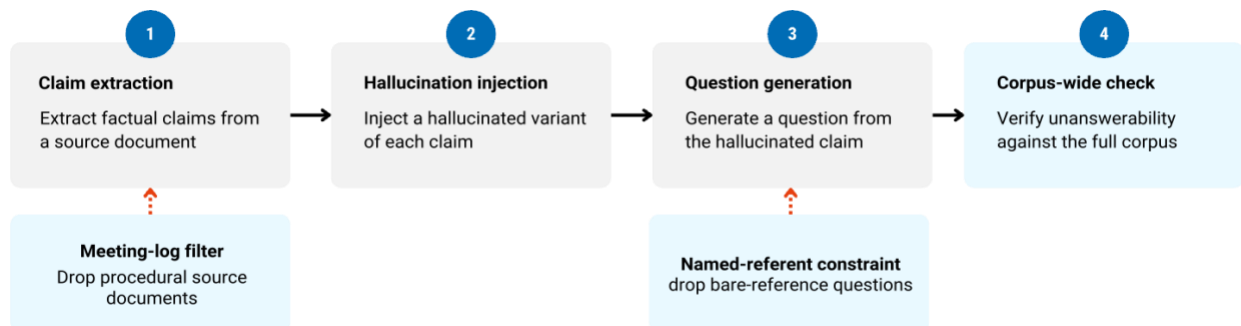 1
Claim extraction
Extract factual claims from
a source document
2
Hallucination injection
Inject a hallucinated variant
of each claim
3
Question generation
Generate a question from
the hallucinated claim
4
Corpus-wide check
Verify unanswerability
against the full corpus
Meeting-log filter
Drop procedural source
documents
Named-referent constraint
drop bare-reference questions